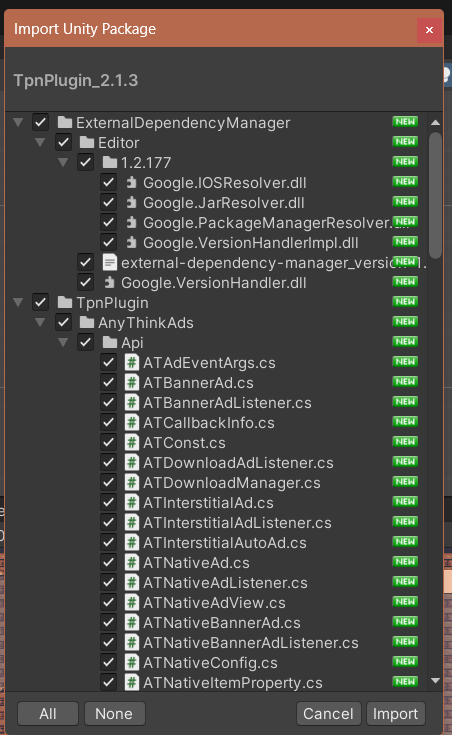 Import Unity Package
TpnPlugin_2.1.3
ExternalDependencyManager NEW
Editor NEW
1.2.177 NEW
Google.IOSResolver.dll NEW
Google.JarResolver.dll NEW
Google.PackageManagerResolver.dll NEW
Google.VersionHandlerImpl.dll NEW
external-dependency-manager_version-1. NEW
Google.VersionHandler.dll NEW
TpnPlugin NEW
AnyThinkAds NEW
Api NEW
ATAdEventArgs.cs NEW
ATBannerAd.cs NEW
ATBannerAdListener.cs NEW
ATCallbackInfo.cs NEW
ATConst.cs NEW
ATDownloadAdListener.cs NEW
ATDownloadManager.cs NEW
ATInterstitialAd.cs NEW
ATInterstitialAdListener.cs NEW
ATInterstitialAutoAd.cs NEW
ATNativeAd.cs NEW
ATNativeAdListener.cs NEW
ATNativeAdView.cs NEW
ATNativeBannerAd.cs NEW
ATNativeBannerAdListener.cs NEW
ATNativeConfig.cs NEW
ATNativeItemProperty.cs NEW
All None Cancel Import